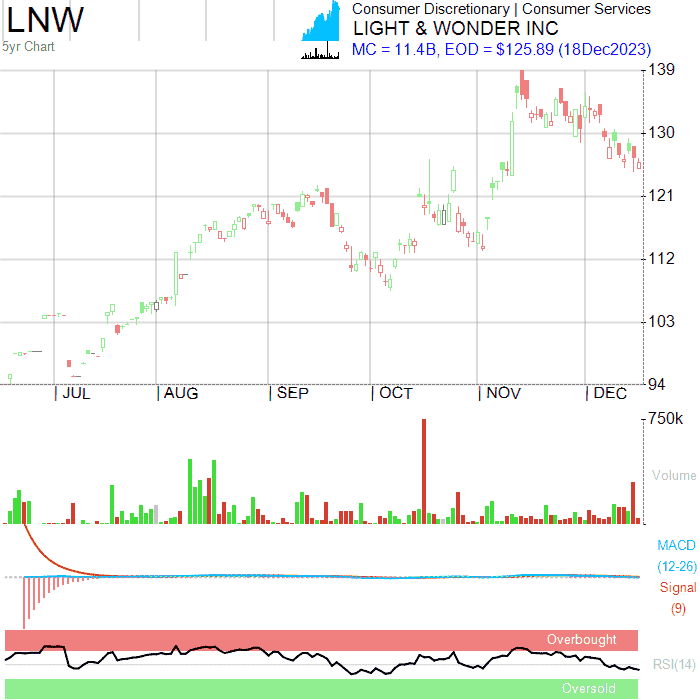 LNW
5yr Chart
Consumer Discretionary | Consumer Services
LIGHT & WONDER INC
MC = 11.4B, EOD = $125.89 (18Dec2023)
139
130
121
112
103
94
JUL AUG SEP OCT NOV DEC
750k
Volume
MACD
(12-26)
Signal
(9)
Overbought
RSI(14)
Oversold